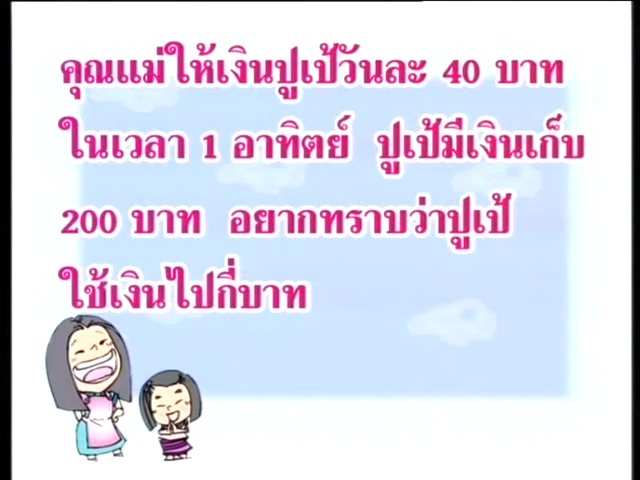 คุณแม่ให้เงินปูเป้วันละ 40 บาท
ในเวลา 1 อาทิตย์ ปูเป้มีเงินเก็บ
200 บาท อยากทราบว่าปูเป้
ใช้เงินไปกี่บาท